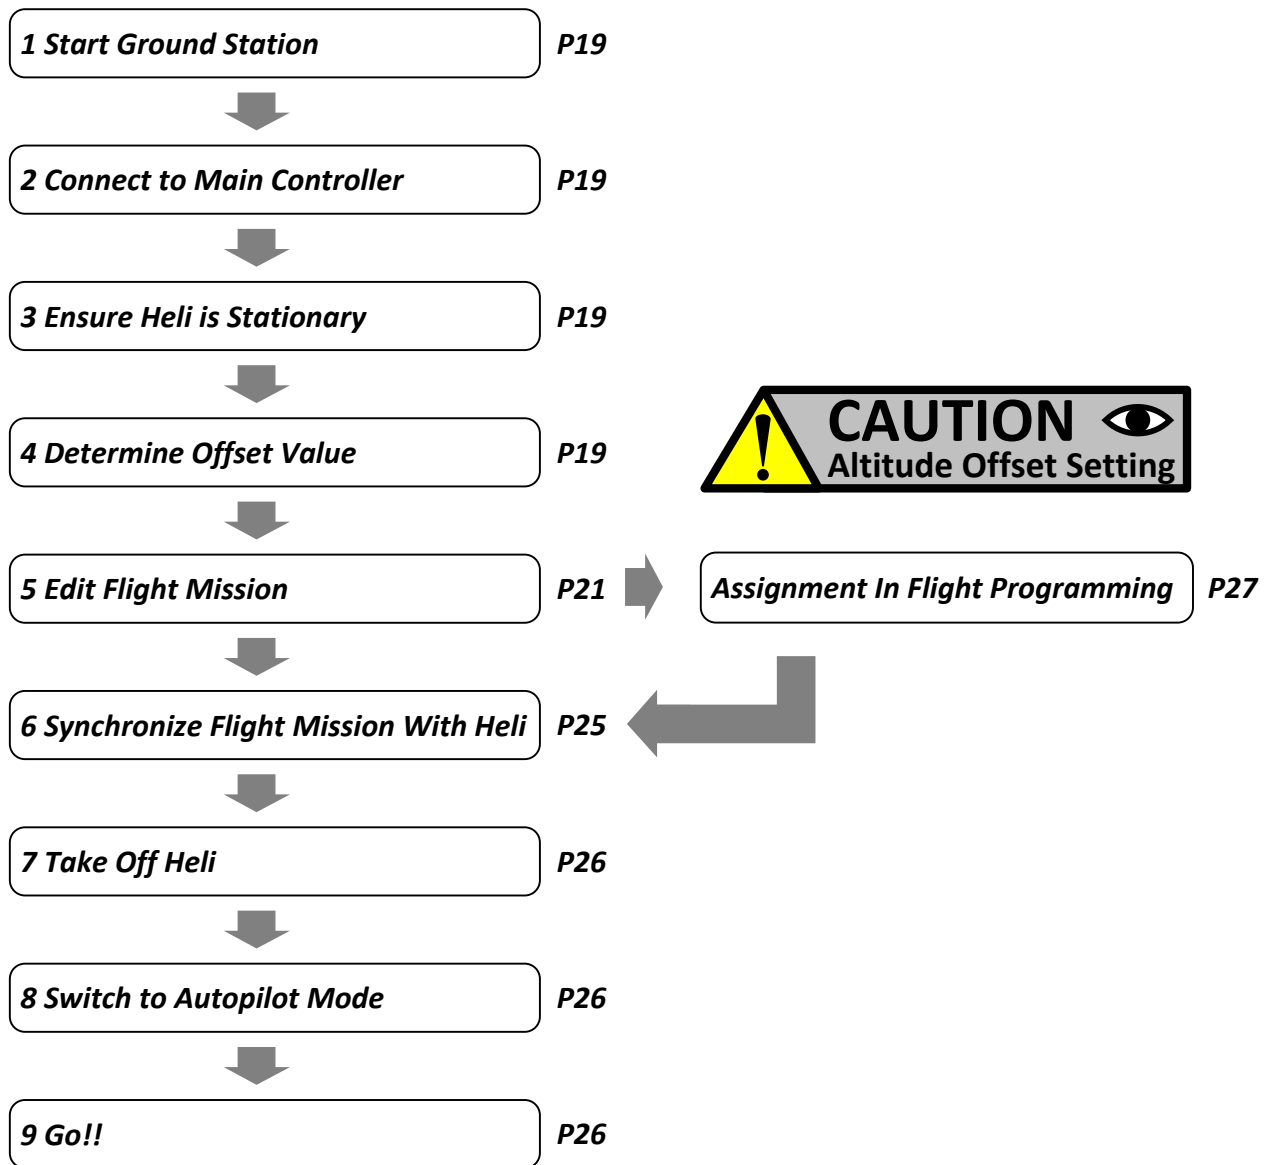 1 Start Ground Station P19
2 Connect to Main Controller P19
3 Ensure Heli is Stationary P19
4 Determine Offset Value P19
CAUTION
Altitude Offset Setting
5 Edit Flight Mission P21
Assignment In Flight Programming P27
6 Synchronize Flight Mission With Heli P25
7 Take Off Heli P26
8 Switch to Autopilot Mode P26
9 Go!! P26